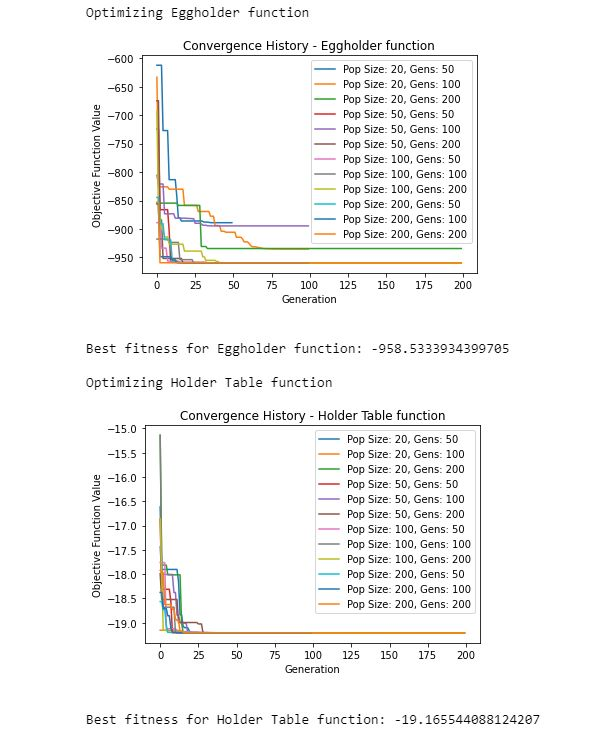 Optimizing Eggholder function
Convergence History - Eggholder function
Objective Function Value
−600
−650
−700
−750
−800
−850
−900
−950
Pop Size: 20, Gens: 50
Pop Size: 20, Gens: 100
Pop Size: 20, Gens: 200
Pop Size: 50, Gens: 50
Pop Size: 50, Gens: 100
Pop Size: 50, Gens: 200
Pop Size: 100, Gens: 50
Pop Size: 100, Gens: 100
Pop Size: 100, Gens: 200
Pop Size: 200, Gens: 50
Pop Size: 200, Gens: 100
Pop Size: 200, Gens: 200
0 25 50 75 100 125 150 175 200
Generation
Best fitness for Eggholder function: -958.5333934399705
Optimizing Holder Table function
Convergence History - Holder Table function
Objective Function Value
−15.0
−15.5
−16.0
−16.5
−17.0
−17.5
−18.0
−18.5
−19.0
Pop Size: 20, Gens: 50
Pop Size: 20, Gens: 100
Pop Size: 20, Gens: 200
Pop Size: 50, Gens: 50
Pop Size: 50, Gens: 100
Pop Size: 50, Gens: 200
Pop Size: 100, Gens: 50
Pop Size: 100, Gens: 100
Pop Size: 100, Gens: 200
Pop Size: 200, Gens: 50
Pop Size: 200, Gens: 100
Pop Size: 200, Gens: 200
0 25 50 75 100 125 150 175 200
Generation
Best fitness for Holder Table function: -19.165544088124207